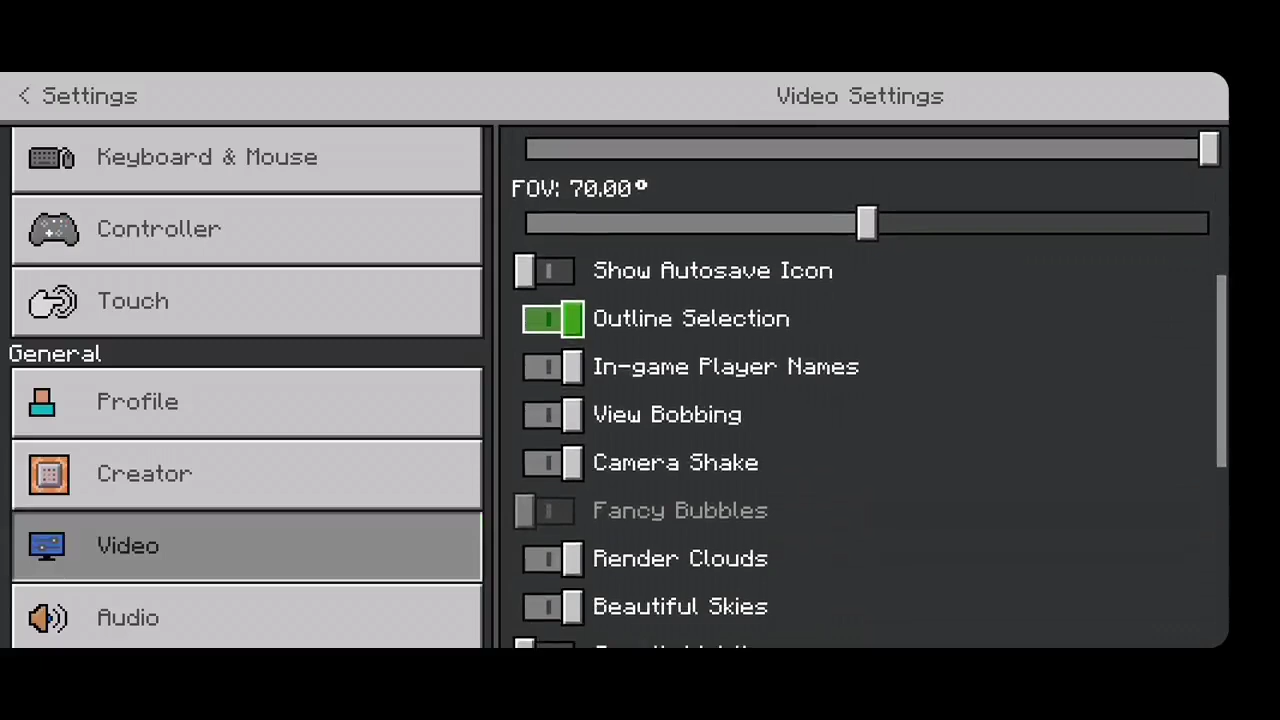 Settings
Video Settings
Keyboard & Mouse
Controller
Touch
General
Profile
Creator
Video
Audio
FOV: 70.00°
Show Autosave Icon
Outline Selection
In-game Player Names
View Bobbing
Camera Shake
Fancy Bubbles
Render Clouds
Beautiful Skies